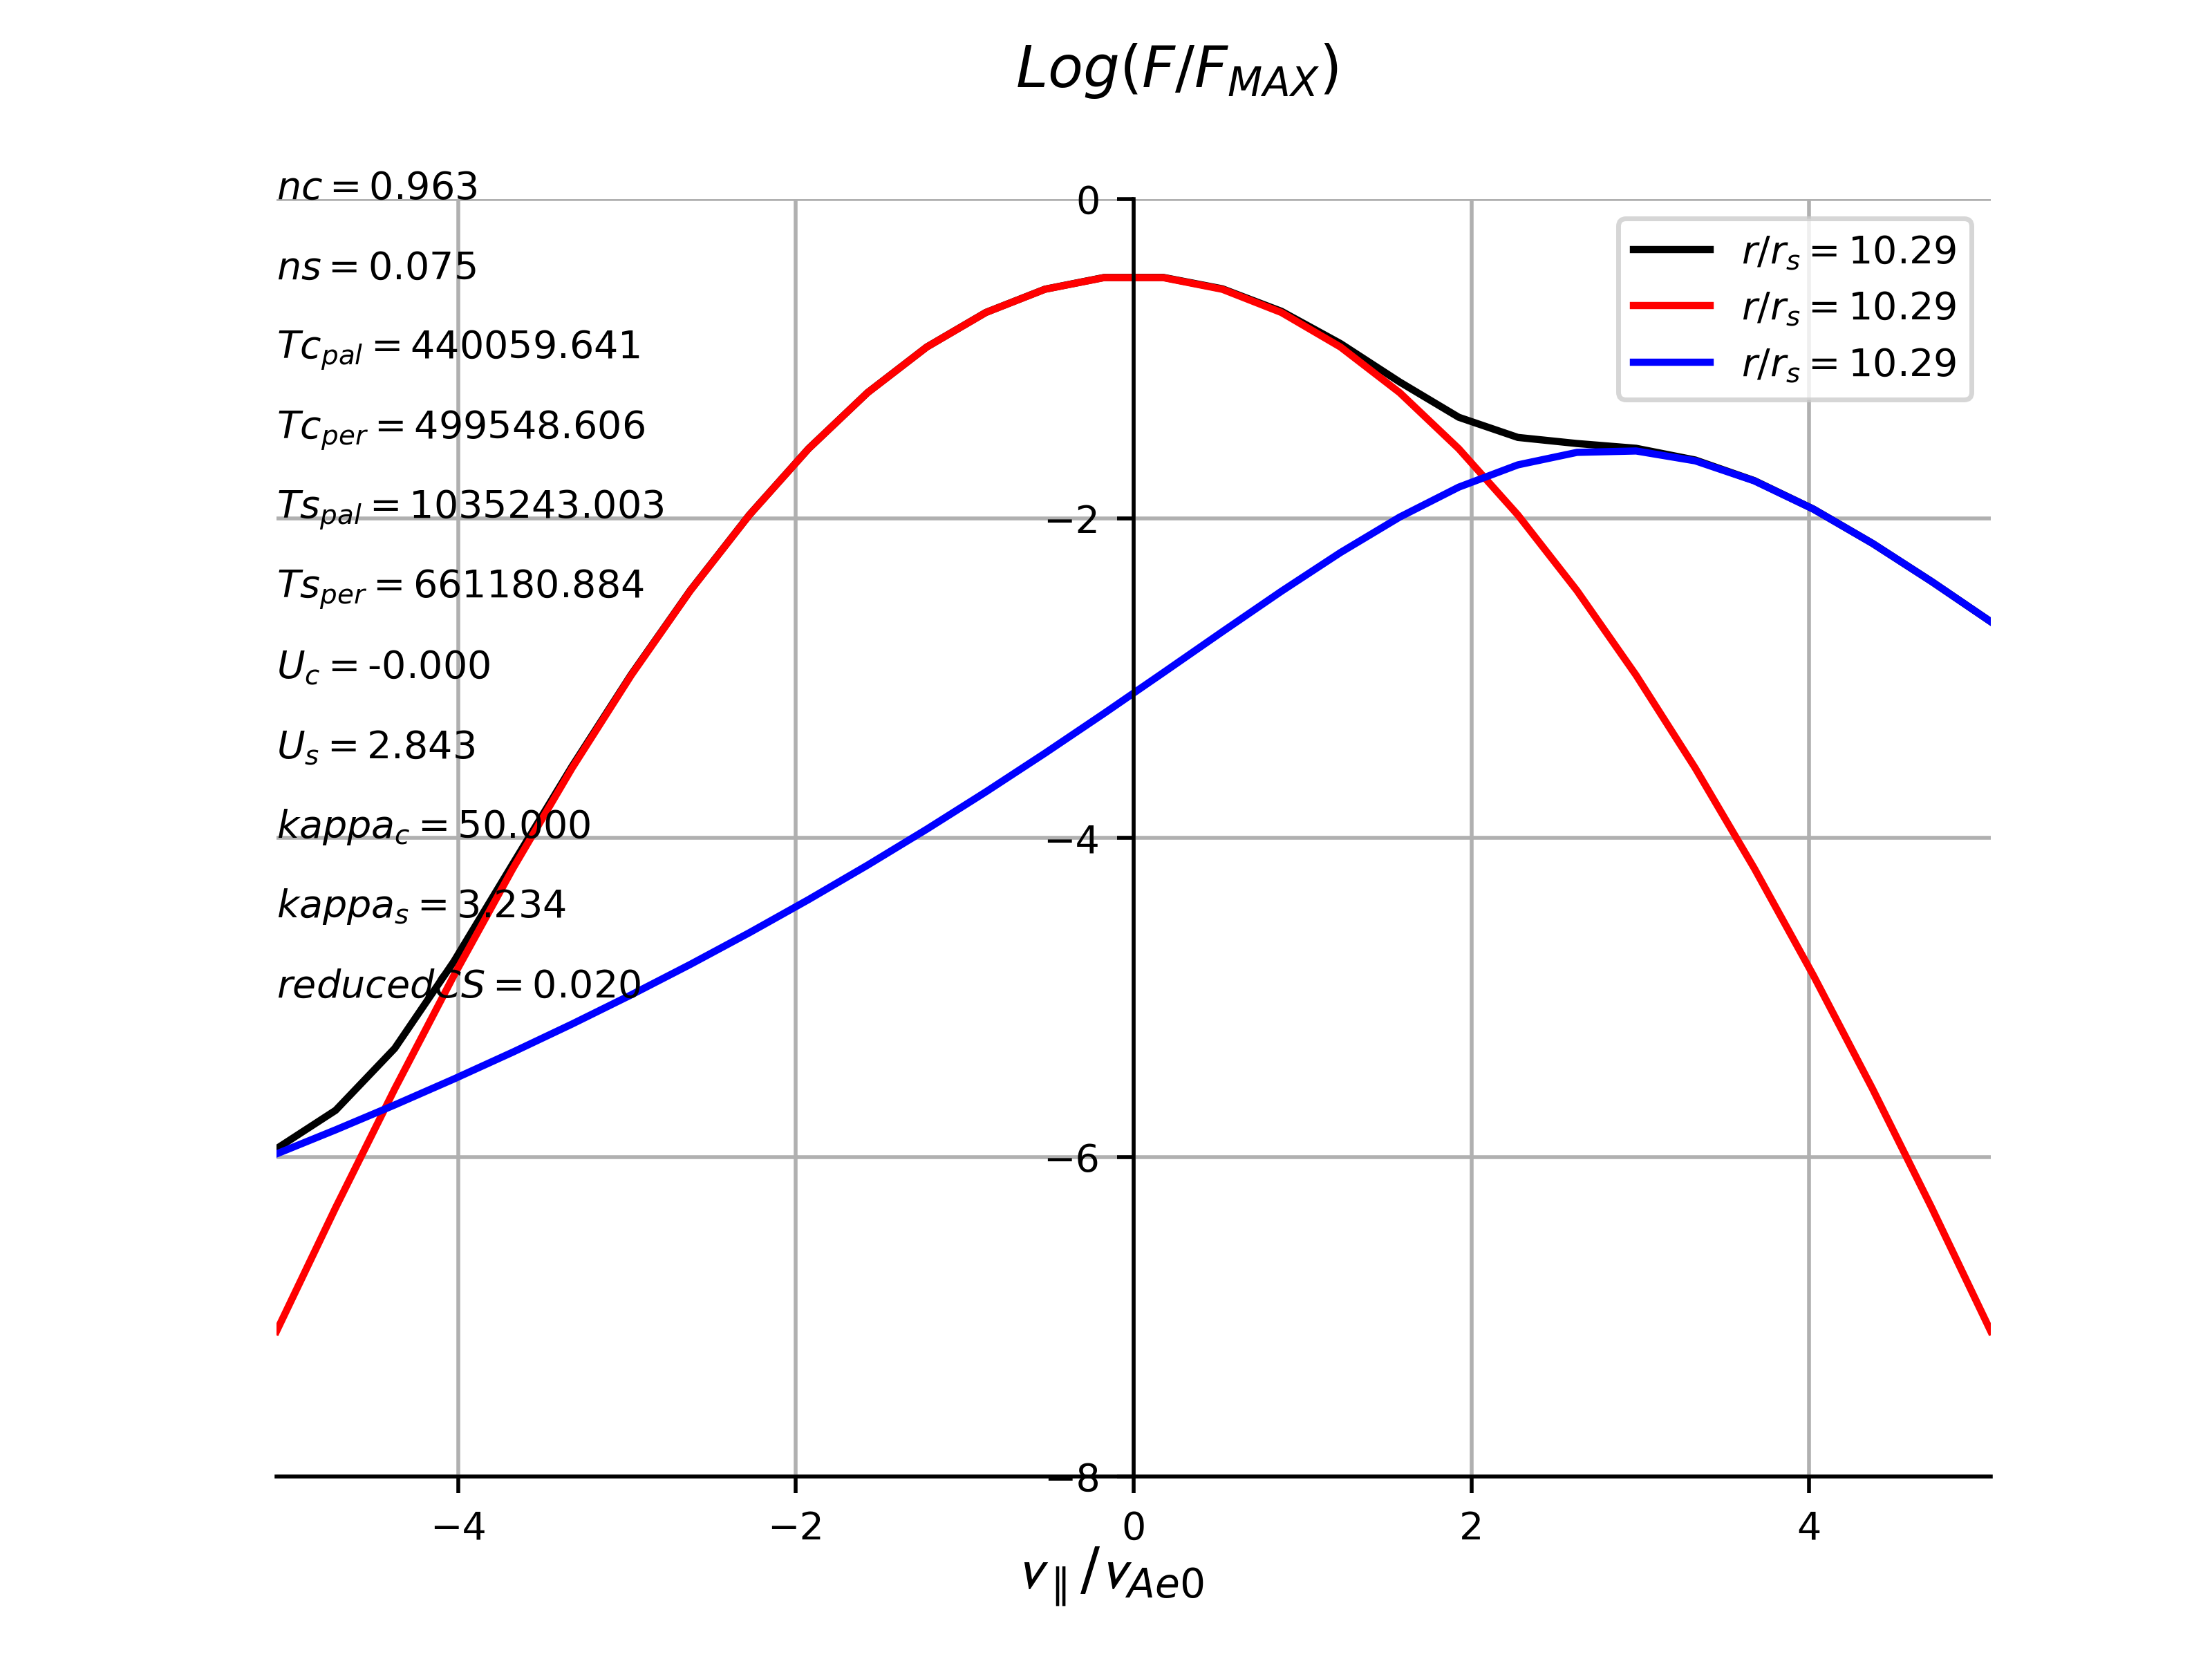 Log(F/F_MAX)
nc = 0.963
ns = 0.075
Tc_pal = 440059.641
Tc_per = 499548.606
Ts_pal = 1035243.003
Ts_per = 661180.884
U_c = -0.000
U_s = 2.843
kappa_c = 50.000
kappa_s = 3.234
reducedCS = 0.020
r/r_s = 10.29
r/r_s = 10.29
r/r_s = 10.29
0
−2
−4
−6
−8
−4 −2 0 2 4
v_∥/v_Ae0